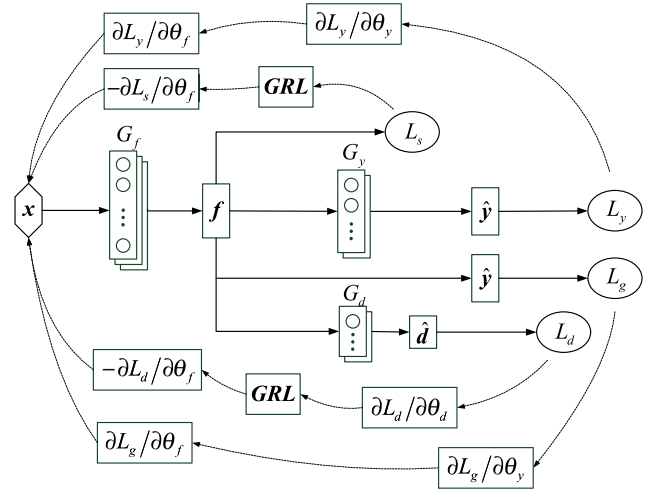 ∂L_y/∂θ_f
∂L_y/∂θ_y
−∂L_s/∂θ_f
GRL
L_s
G_f
G_y
x
f
ŷ
L_y
ŷ
L_g
G_d
d̂
L_d
−∂L_d/∂θ_f
GRL
∂L_d/∂θ_d
∂L_g/∂θ_f
∂L_g/∂θ_y